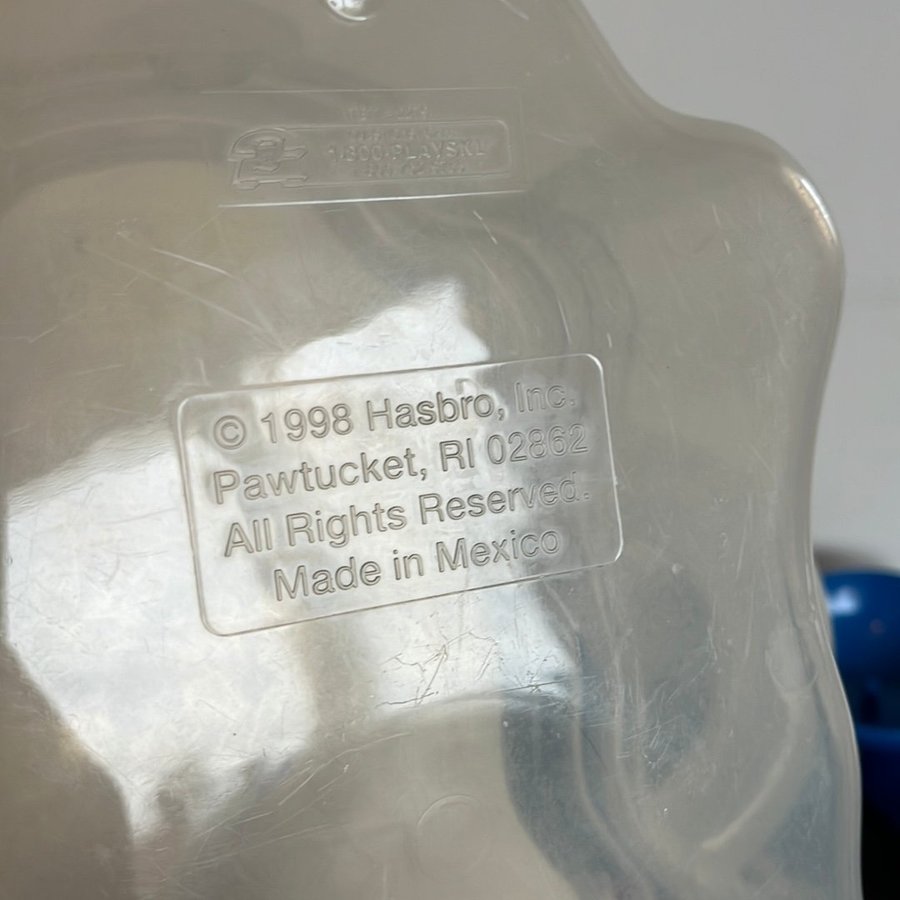 1-800-PLAYSKL
© 1998 Hasbro, Inc.
Pawtucket, RI 02862
All Rights Reserved.
Made in Mexico